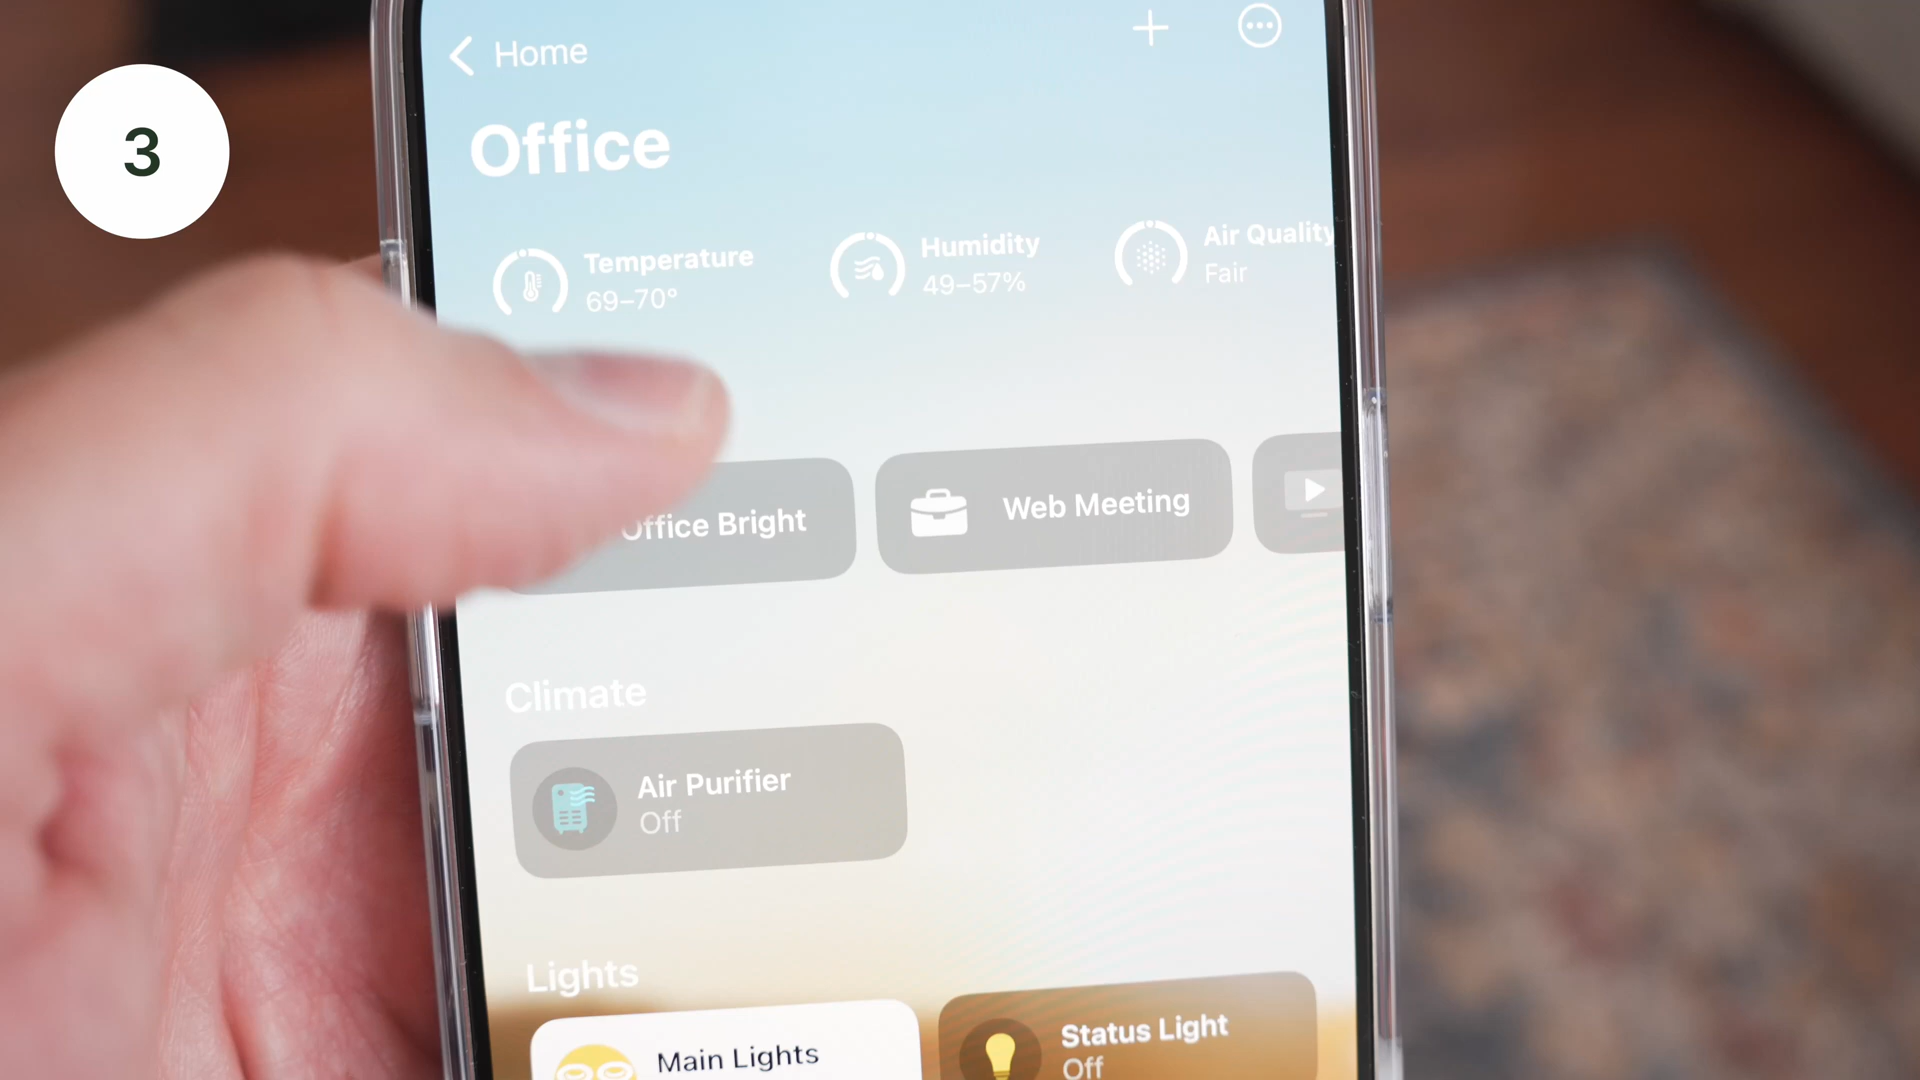 3
Home
Office
Temperature
69–70°
Humidity
49–57%
Air Quality
Fair
Office Bright
Web Meeting
Climate
Air Purifier
Off
Lights
Main Lights
Status Light
Off